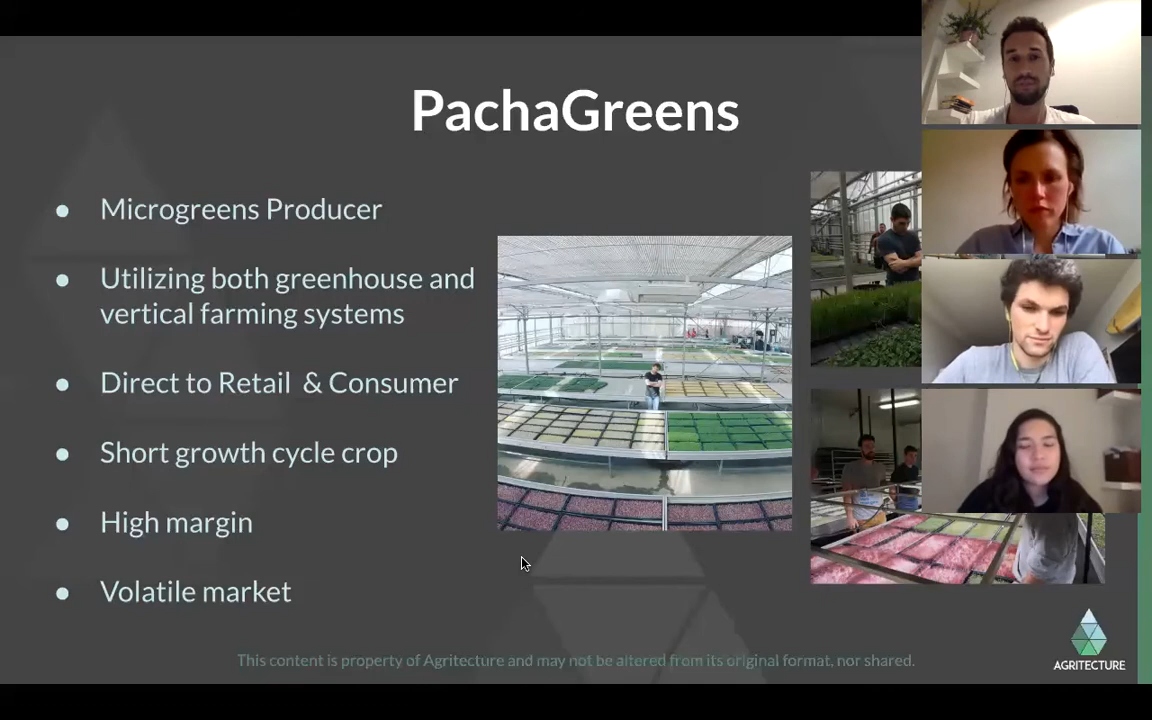 PachaGreens
● Microgreens Producer
● Utilizing both greenhouse and
vertical farming systems
● Direct to Retail & Consumer
● Short growth cycle crop
● High margin
● Volatile market
This content is property of Agritecture and may not be altered from its original format, nor shared.
AGRITECTURE